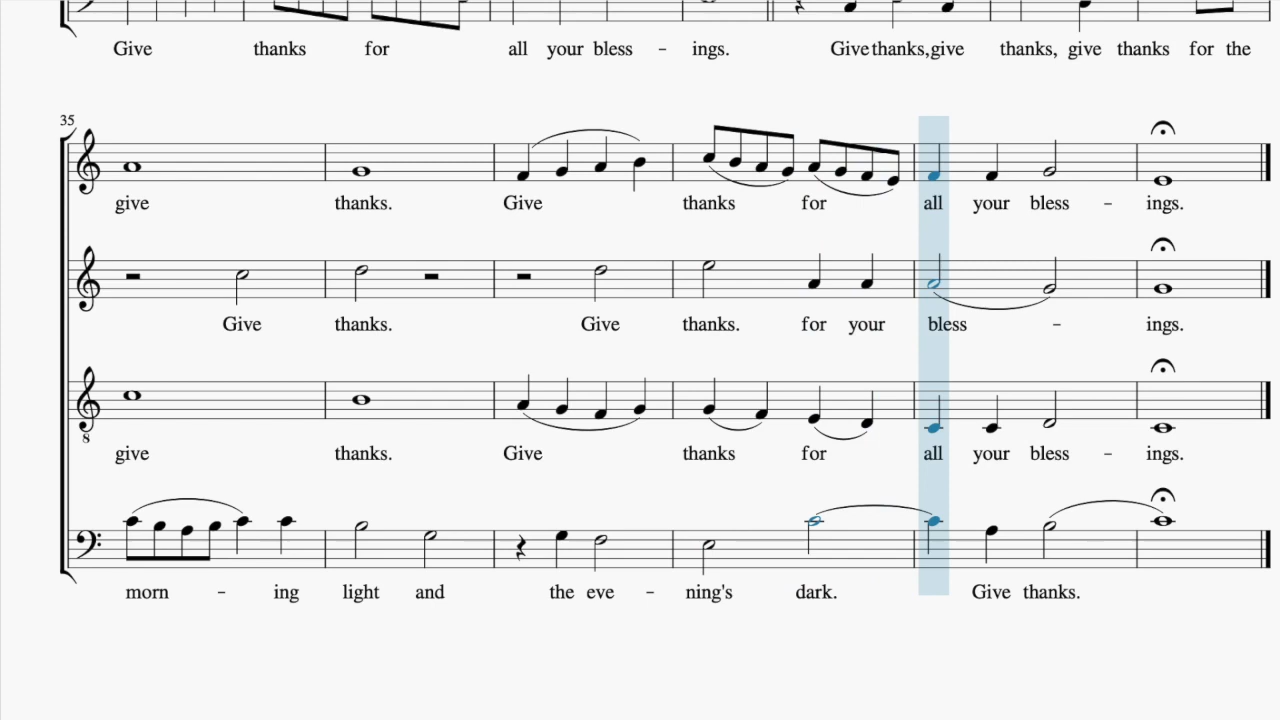 Give thanks for all your bless - ings. Give thanks, give thanks, give thanks for the
35
give thanks. Give thanks for all your bless - ings.
Give thanks. Give thanks. for your bless - ings.
8
give thanks. Give thanks for all your bless - ings.
morn - ing light and the eve - ning's dark. Give thanks.